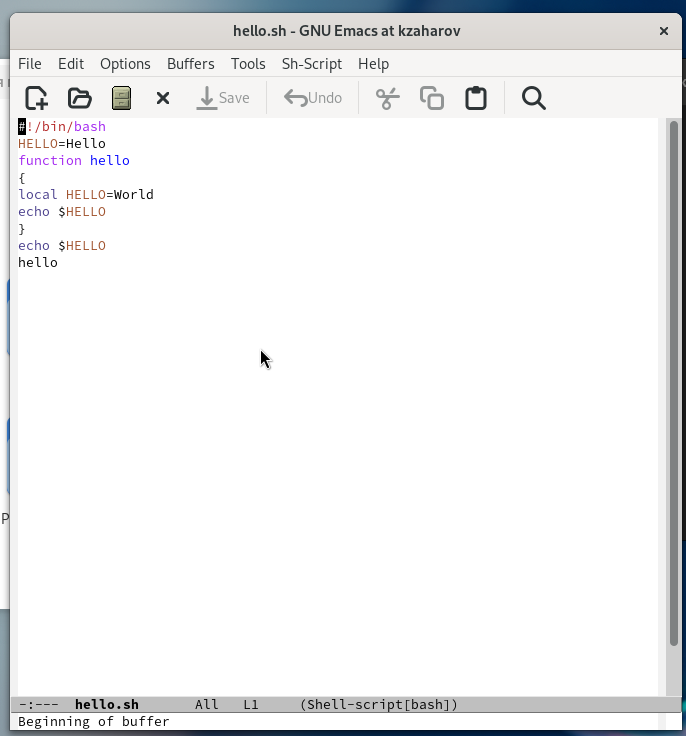 hello.sh - GNU Emacs at kzaharov
File Edit Options Buffers Tools Sh-Script Help
Save Undo
#!/bin/bash
HELLO=Hello
function hello
{
local HELLO=World
echo $HELLO
}
echo $HELLO
hello
P
-:--- hello.sh All L1 (Shell-script[bash])
Beginning of buffer